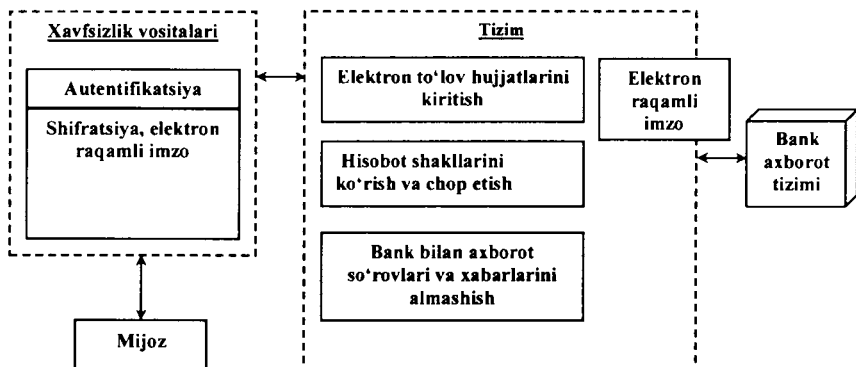 Xavfsizlik vositalari
Autentifikatsiya
Shifratsiya, elektron
raqamli imzo
Mijoz
Tizim
Elektron to‘lov hujjatlarini
kiritish
Hisobot shakllarini
ko‘rish va chop etish
Bank bilan axborot
so‘rovlari va xabarlarini
almashish
Elektron
raqamli
imzo
Bank
axborot
tizimi